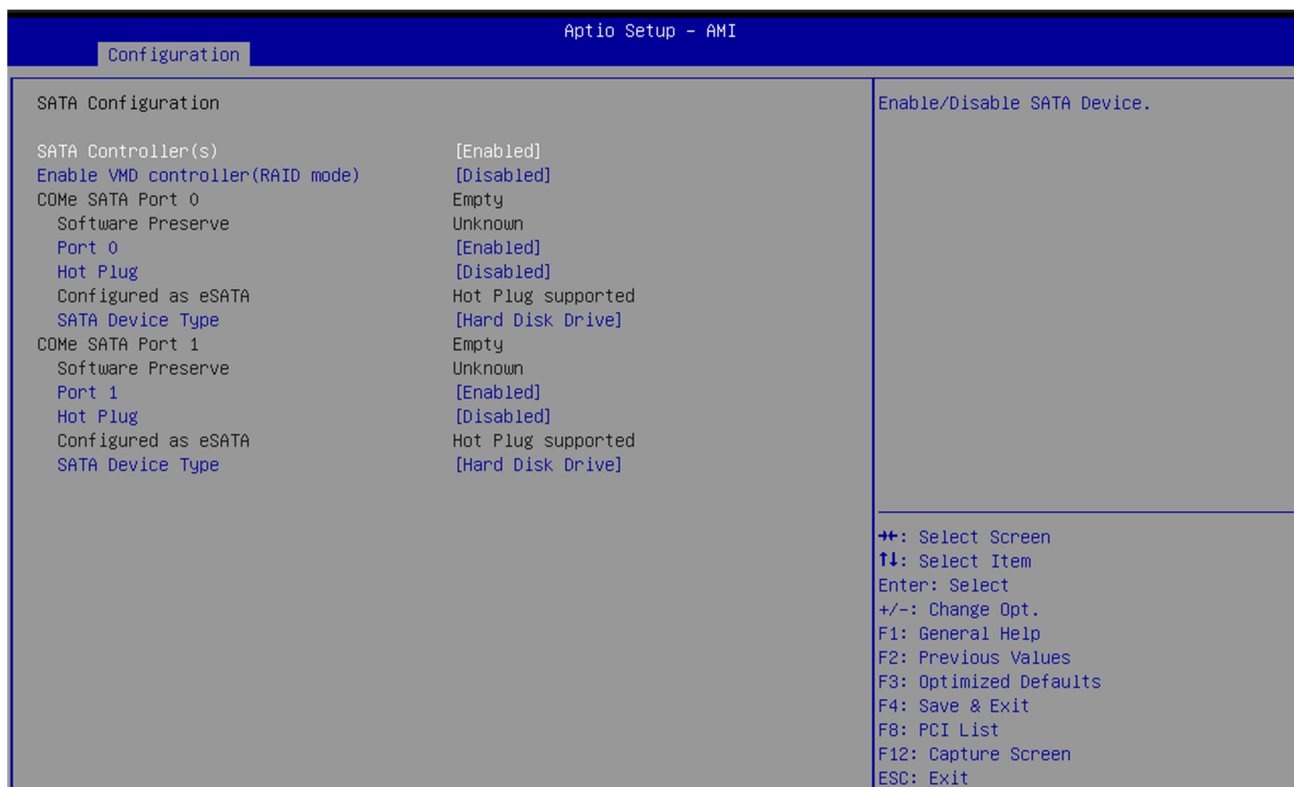 Aptio Setup – AMI
Configuration
SATA Configuration
SATA Controller(s) [Enabled]
Enable VMD controller(RAID mode) [Disabled]
COMe SATA Port 0 Empty
Software Preserve Unknown
Port 0 [Enabled]
Hot Plug [Disabled]
Configured as eSATA Hot Plug supported
SATA Device Type [Hard Disk Drive]
COMe SATA Port 1 Empty
Software Preserve Unknown
Port 1 [Enabled]
Hot Plug [Disabled]
Configured as eSATA Hot Plug supported
SATA Device Type [Hard Disk Drive]
Enable/Disable SATA Device.
→←: Select Screen
↑↓: Select Item
Enter: Select
+/-: Change Opt.
F1: General Help
F2: Previous Values
F3: Optimized Defaults
F4: Save & Exit
F8: PCI List
F12: Capture Screen
ESC: Exit